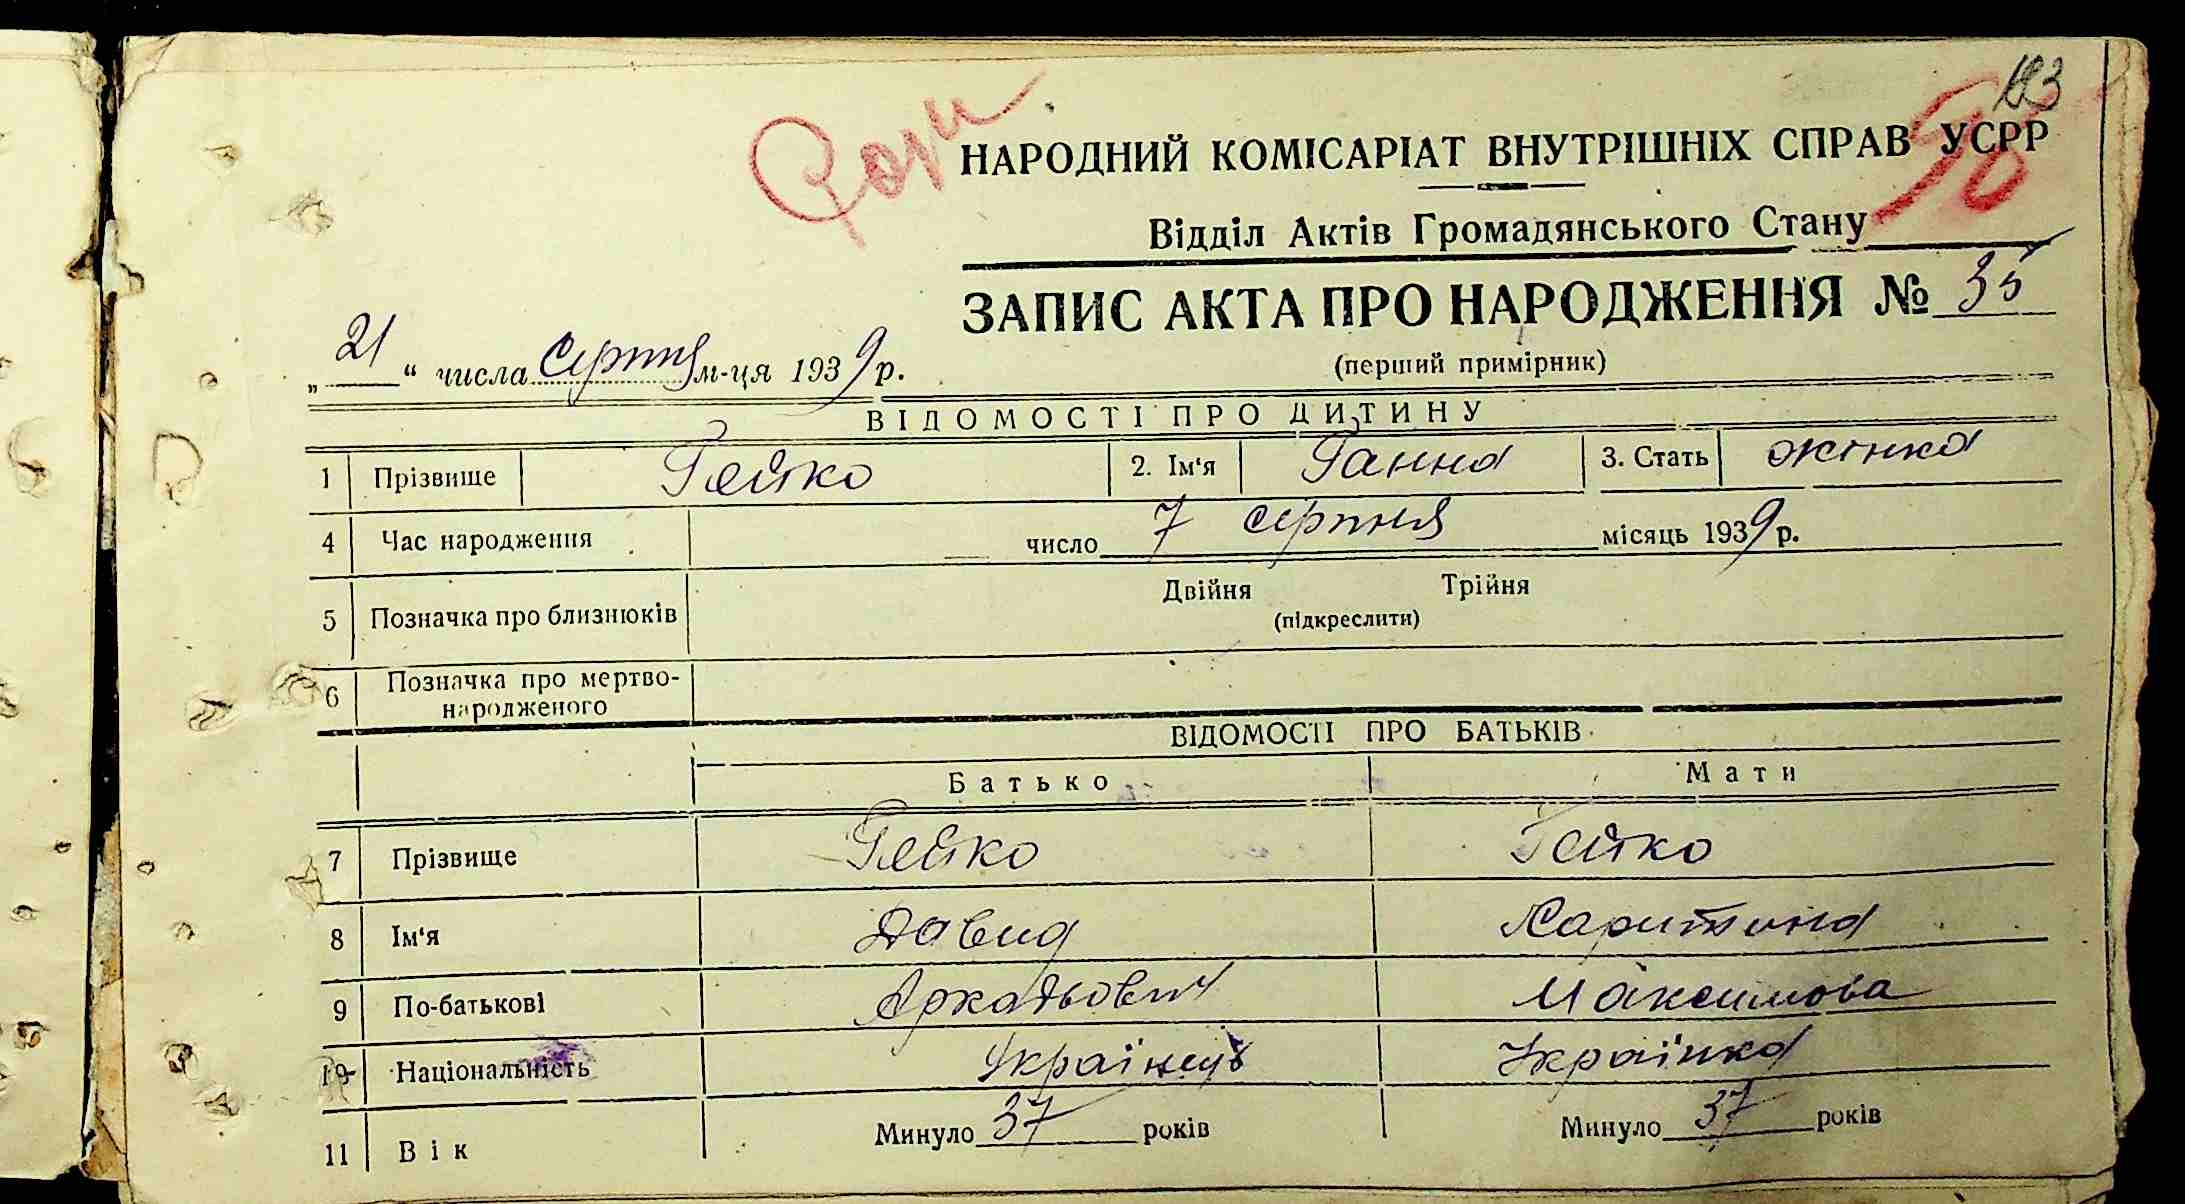 НАРОДНИЙ КОМІСАРІАТ ВНУТРІШНІХ СПРАВ УСРР
Відділ Актів Громадянського Стану
ЗАПИС АКТА ПРО НАРОДЖЕННЯ № 35
(перший примірник)
„21“ числа серпня м-ця 1939 р.
ВІДОМОСТІ ПРО ДИТИНУ
1 Прізвище Гейко 2. Ім‘я Ганна 3. Стать жінка
4 Час народження число 7 серпня місяць 1939 р.
5 Позначка про близнюків Двійня Трійня
(підкреслити)
6 Позначка про мертво-
народженого
ВІДОМОСТІ ПРО БАТЬКІВ
Батько Мати
7 Прізвище Гейко Гейко
8 Ім‘я Давид Харитина
9 По-батькові Аркадьович Максимова
10 Національність Українець Українка
11 Вік Минуло 37 років Минуло 37 років